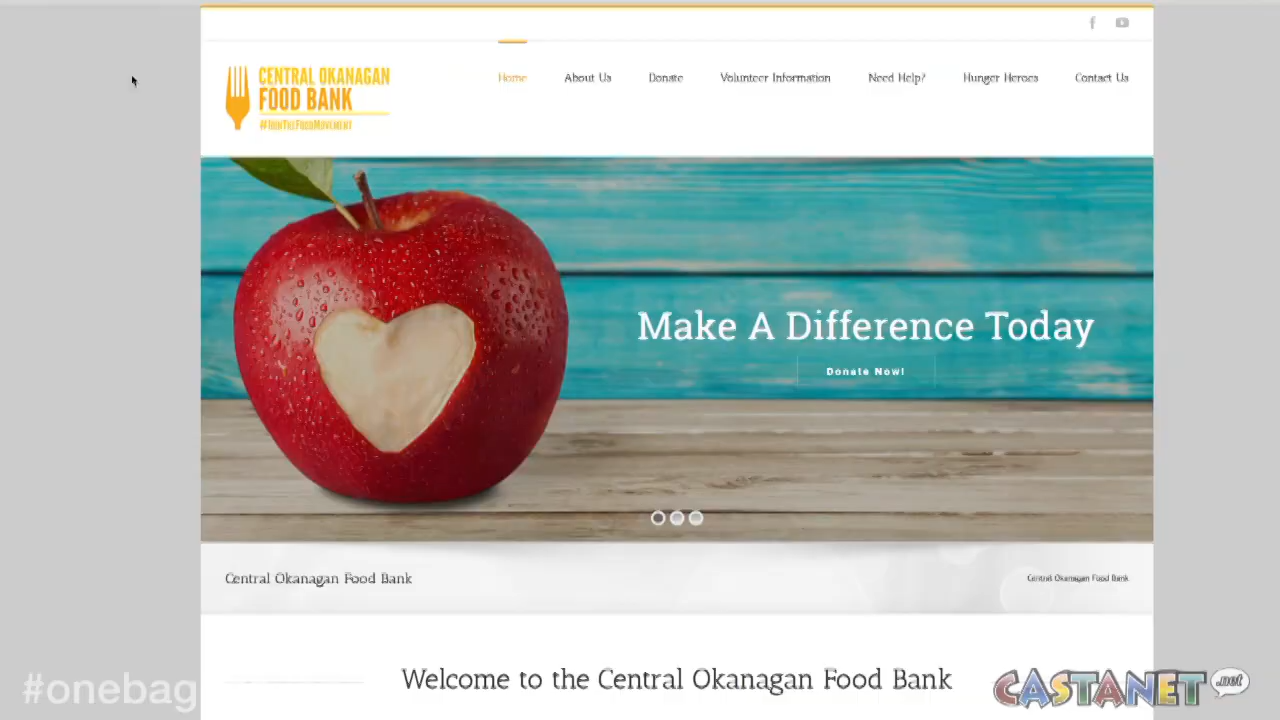 CENTRAL OKANAGAN
FOOD BANK
#JOINTHEFOODMOVEMENT
Home About Us Donate Volunteer Information Need Help? Hunger Heroes Contact Us
Make A Difference Today
Donate Now!
Central Okanagan Food Bank
Central Okanagan Food Bank
Welcome to the Central Okanagan Food Bank
#onebag
CASTANET.net